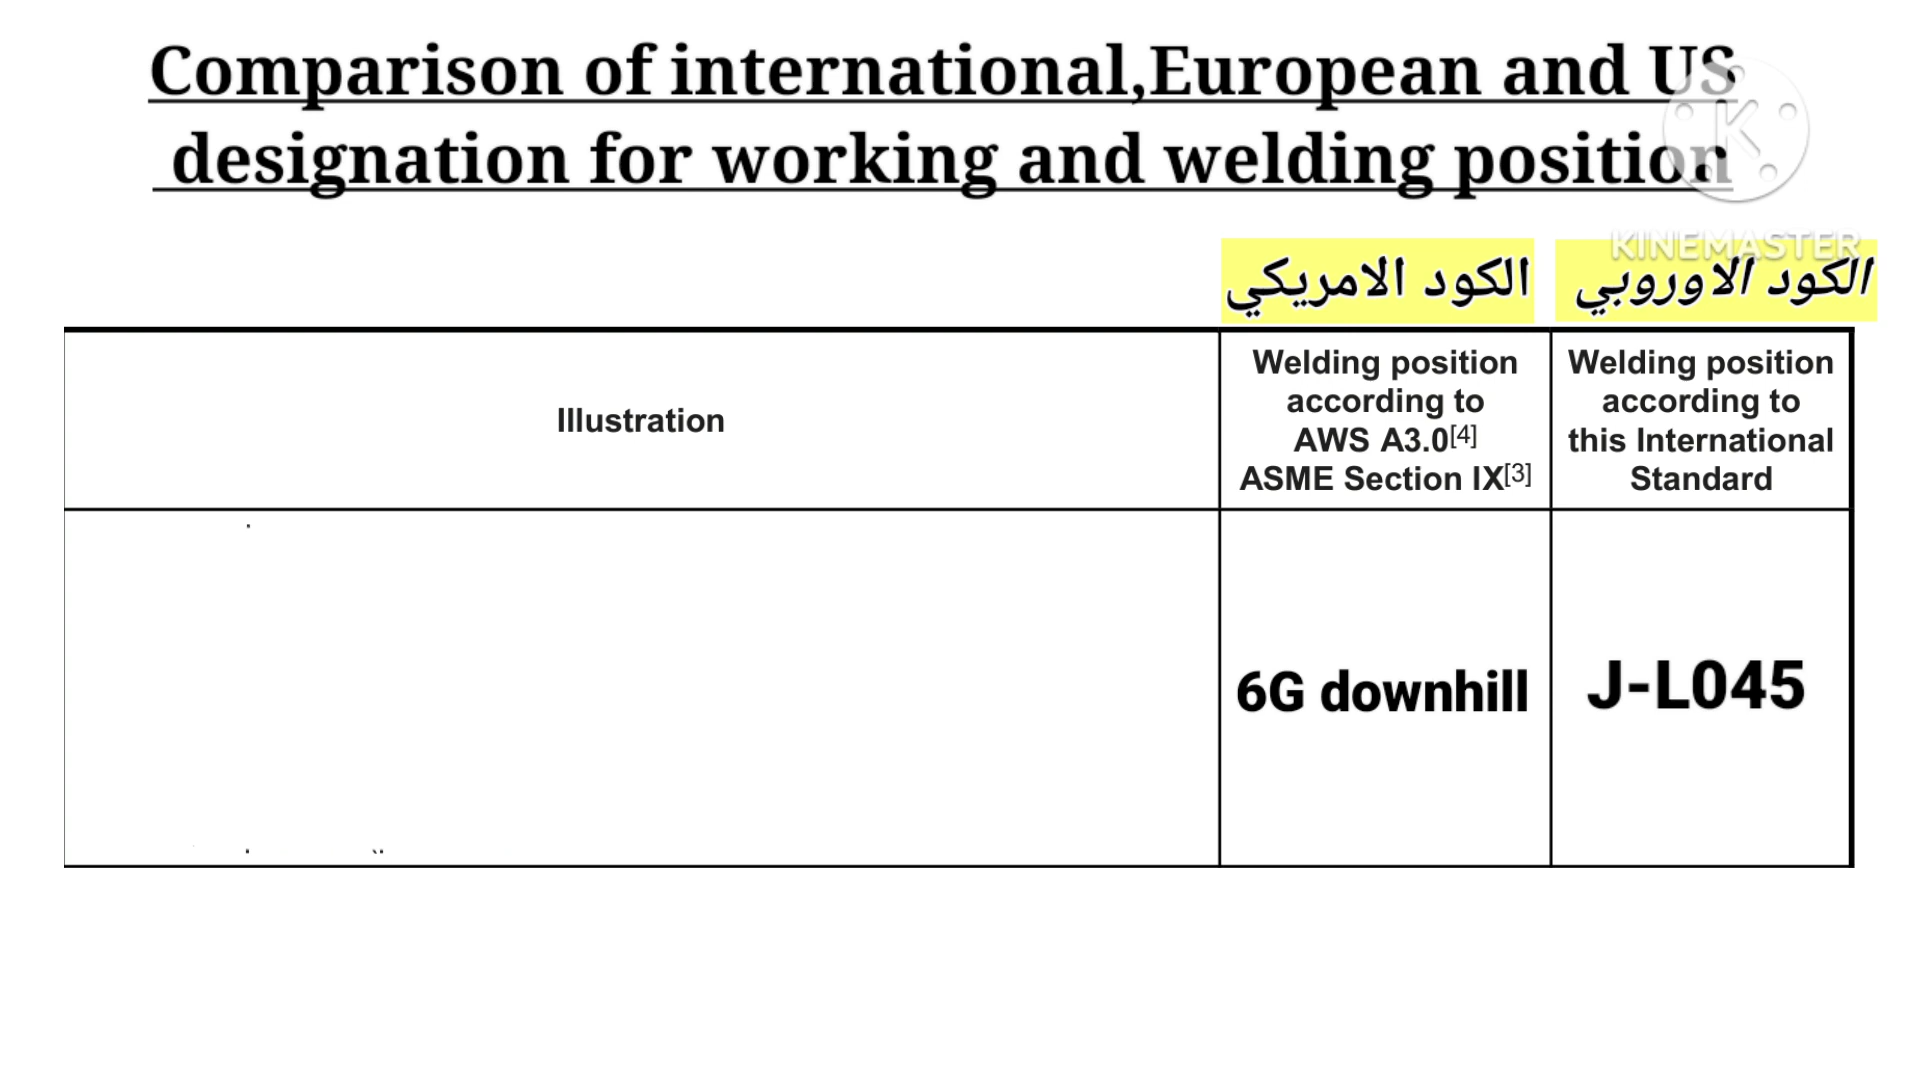 Comparison of international,European and US
designation for working and welding position
KINEMASTER
الكود الامريكي
الكود الاوروبي
Illustration
Welding position
according to
AWS A3.0[4]
ASME Section IX[3]
Welding position
according to
this International
Standard
6G downhill
J-L045